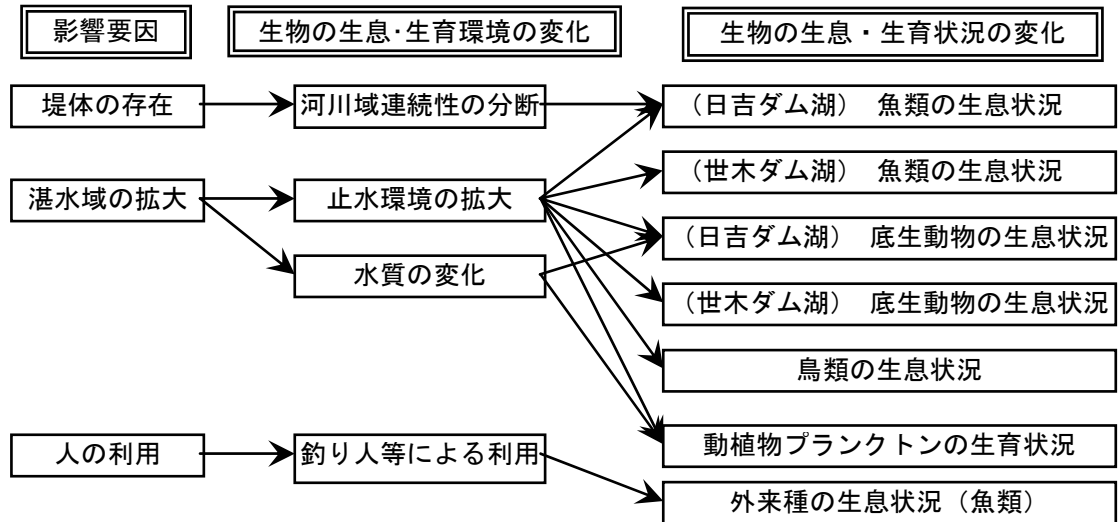 影響要因
生物の生息･生育環境の変化
生物の生息・生育状況の変化
堤体の存在
河川域連続性の分断
（日吉ダム湖）　魚類の生息状況
（世木ダム湖）　魚類の生息状況
湛水域の拡大
止水環境の拡大
（日吉ダム湖）　底生動物の生息状況
水質の変化
（世木ダム湖）　底生動物の生息状況
鳥類の生息状況
人の利用
釣り人等による利用
動植物プランクトンの生育状況
外来種の生息状況（魚類）